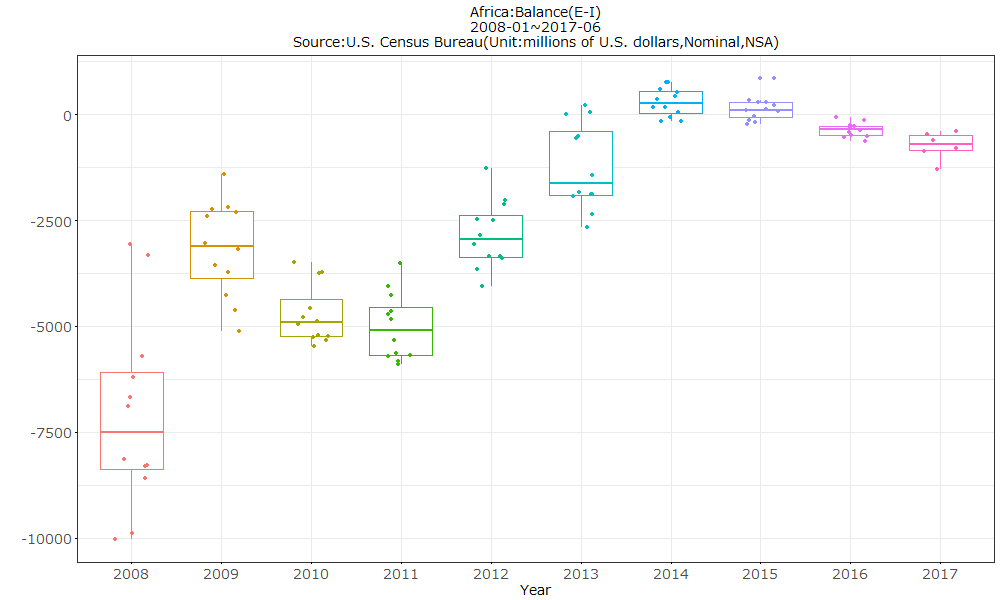 Africa:Balance(E-I)
2008-01~2017-06
Source:U.S. Census Bureau(Unit:millions of U.S. dollars,Nominal,NSA)
0
-2500
-5000
-7500
-10000
2008 2009 2010 2011 2012 2013 2014 2015 2016 2017
Year